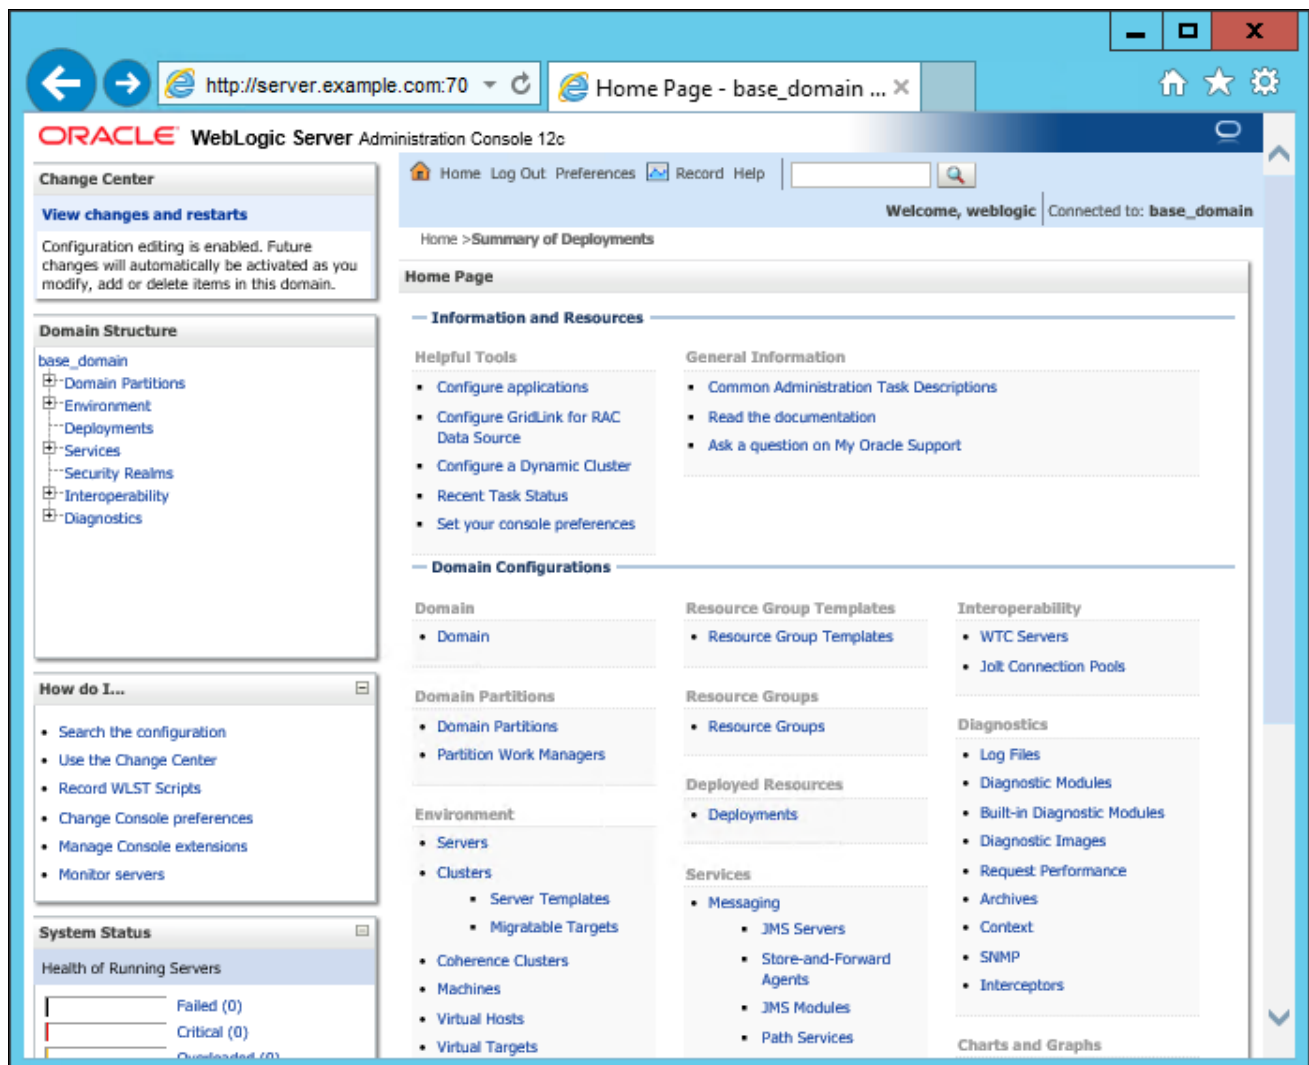 http://server.example.com:70
Home Page - base_domain ...
ORACLE WebLogic Server Administration Console 12c
Change Center
View changes and restarts
Configuration editing is enabled. Future
changes will automatically be activated as you
modify, add or delete items in this domain.
Domain Structure
base_domain
Domain Partitions
Environment
Deployments
Services
Security Realms
Interoperability
Diagnostics
How do I...
Search the configuration
Use the Change Center
Record WLST Scripts
Change Console preferences
Manage Console extensions
Monitor servers
System Status
Health of Running Servers
Failed (0)
Critical (0)
Overloaded (0)
Home Log Out Preferences Record Help
Welcome, weblogic Connected to: base_domain
Home >Summary of Deployments
Home Page
Information and Resources
Helpful Tools
Configure applications
Configure GridLink for RAC
Data Source
Configure a Dynamic Cluster
Recent Task Status
Set your console preferences
General Information
Common Administration Task Descriptions
Read the documentation
Ask a question on My Oracle Support
Domain Configurations
Domain
Domain
Domain Partitions
Domain Partitions
Partition Work Managers
Environment
Servers
Clusters
Server Templates
Migratable Targets
Coherence Clusters
Machines
Virtual Hosts
Virtual Targets
Resource Group Templates
Resource Group Templates
Resource Groups
Resource Groups
Deployed Resources
Deployments
Services
Messaging
JMS Servers
Store-and-Forward
Agents
JMS Modules
Path Services
Interoperability
WTC Servers
Jolt Connection Pools
Diagnostics
Log Files
Diagnostic Modules
Built-in Diagnostic Modules
Diagnostic Images
Request Performance
Archives
Context
SNMP
Interceptors
Charts and Graphs